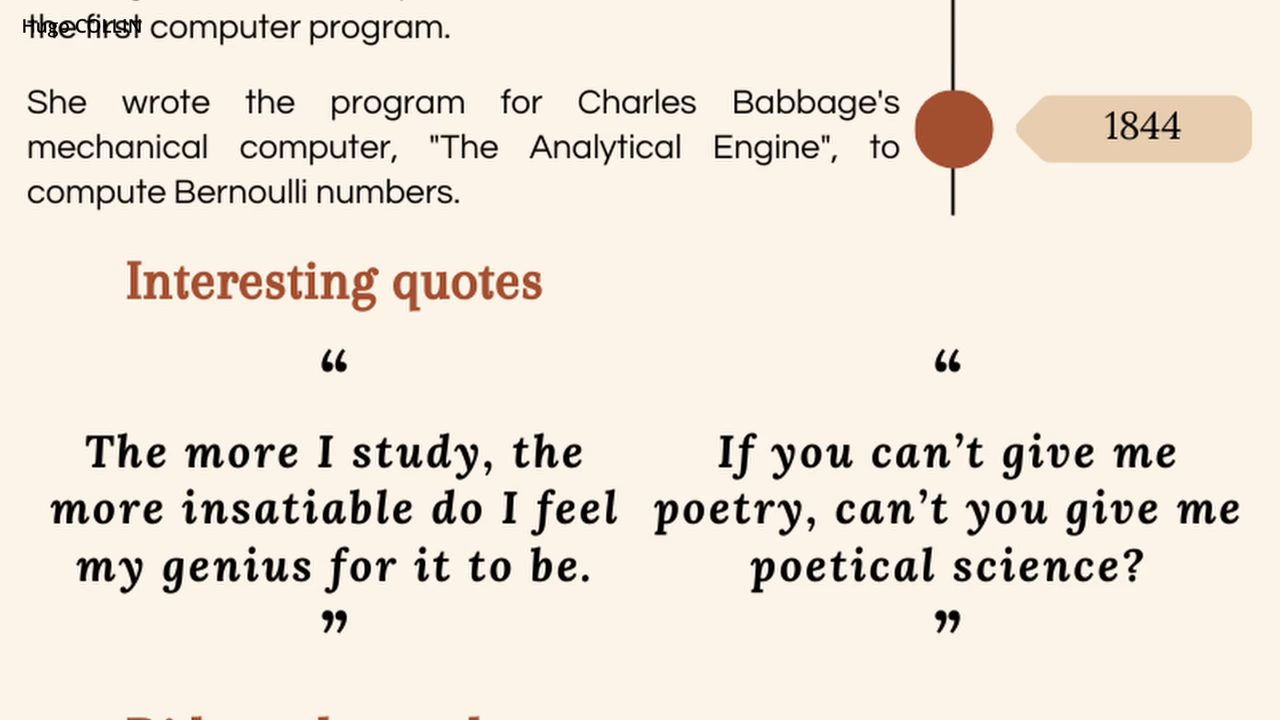 Hugo COLLIN
the first computer program.
She wrote the program for Charles Babbage's
mechanical computer, "The Analytical Engine", to
compute Bernoulli numbers.
1844
Interesting quotes
“
The more I study, the
more insatiable do I feel
my genius for it to be.
”
“
If you can’t give me
poetry, can’t you give me
poetical science?
”